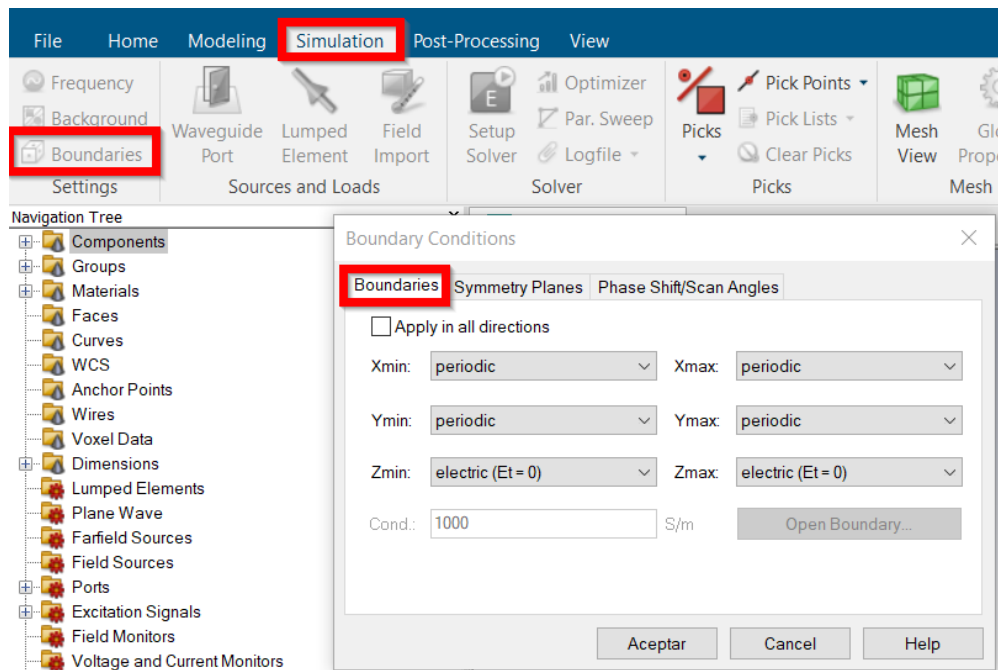 File Home Modeling Simulation Post-Processing View
Frequency Optimizer Pick Points
Background Par. Sweep Pick Lists
Boundaries Logfile Clear Picks
Waveguide Port
Lumped Element
Field Import
Setup Solver
Picks
Mesh View
Settings Sources and Loads Solver Picks Mesh
Navigation Tree
Components
Groups
Materials
Faces
Curves
WCS
Anchor Points
Wires
Voxel Data
Dimensions
Lumped Elements
Plane Wave
Farfield Sources
Field Sources
Ports
Excitation Signals
Field Monitors
Voltage and Current Monitors
Boundary Conditions
Boundaries Symmetry Planes Phase Shift/Scan Angles
Apply in all directions
Xmin: periodic Xmax: periodic
Ymin: periodic Ymax: periodic
Zmin: electric (Et = 0) Zmax: electric (Et = 0)
Cond.: 1000 S/m Open Boundary...
Aceptar Cancel Help